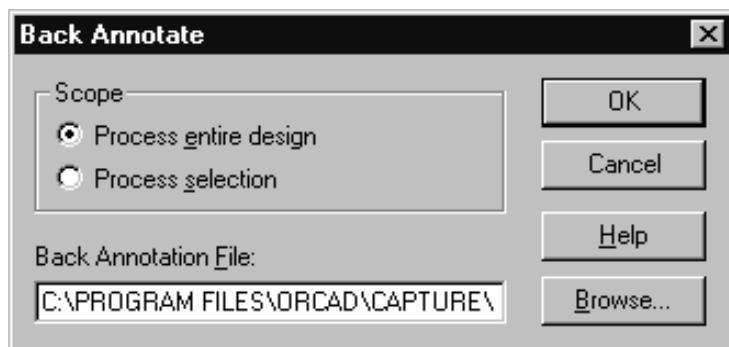 Back Annotate
Scope
Process entire design
Process selection
Back Annotation File:
C:\PROGRAM FILES\ORCAD\CAPTURE\
OK
Cancel
Help
Browse...